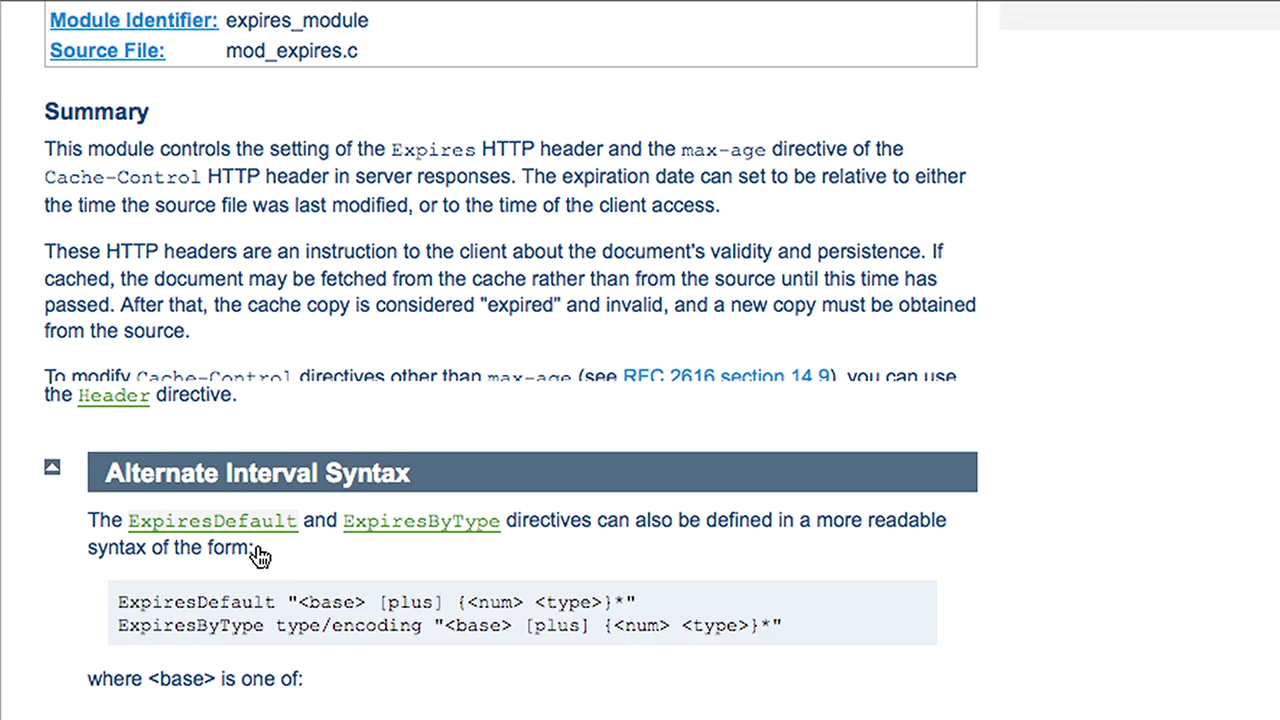 Module Identifier: expires_module
Source File: mod_expires.c
Summary
This module controls the setting of the Expires HTTP header and the max-age directive of the
Cache-Control HTTP header in server responses. The expiration date can set to be relative to either
the time the source file was last modified, or to the time of the client access.
These HTTP headers are an instruction to the client about the document's validity and persistence. If
cached, the document may be fetched from the cache rather than from the source until this time has
passed. After that, the cache copy is considered "expired" and invalid, and a new copy must be obtained
from the source.
To modify Cache-Control directives other than max-age (see RFC 2616 section 14.9), you can use
the Header directive.
Alternate Interval Syntax
The ExpiresDefault and ExpiresByType directives can also be defined in a more readable
syntax of the form:
ExpiresDefault "<base> [plus] {<num> <type>}*"
ExpiresByType type/encoding "<base> [plus] {<num> <type>}*"
where <base> is one of: